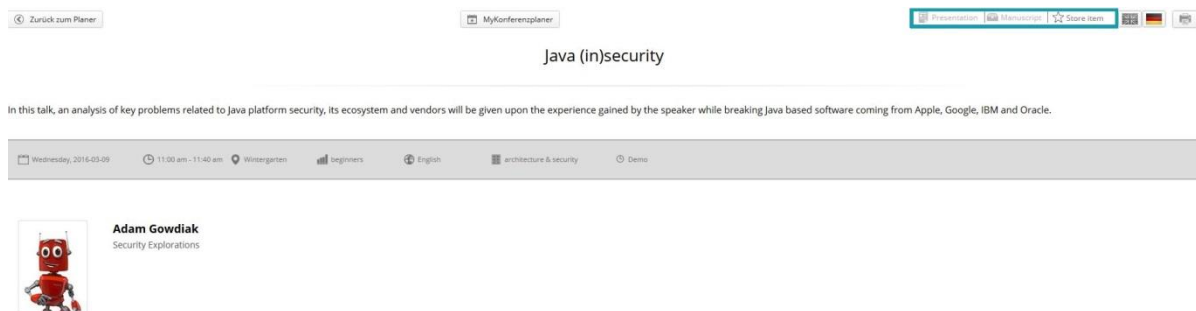 Zurück zum Planer
MyKonferenzplaner
Presentation Manuscript Store item
Java (in)security
In this talk, an analysis of key problems related to Java platform security, its ecosystem and vendors will be given upon the experience gained by the speaker while breaking Java based software coming from Apple, Google, IBM and Oracle.
Wednesday, 2016-03-09 11:00 am - 11:40 am Wintergarten beginners English architecture & security Demo
Adam Gowdiak
Security Explorations